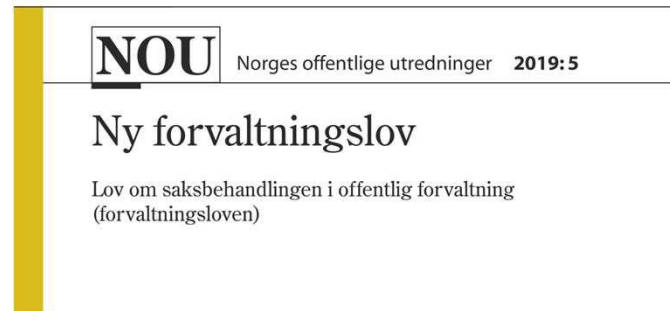 NOU Norges offentlige utredninger 2019:5
Ny forvaltningslov
Lov om saksbehandlingen i offentlig forvaltning
(forvaltningsloven)